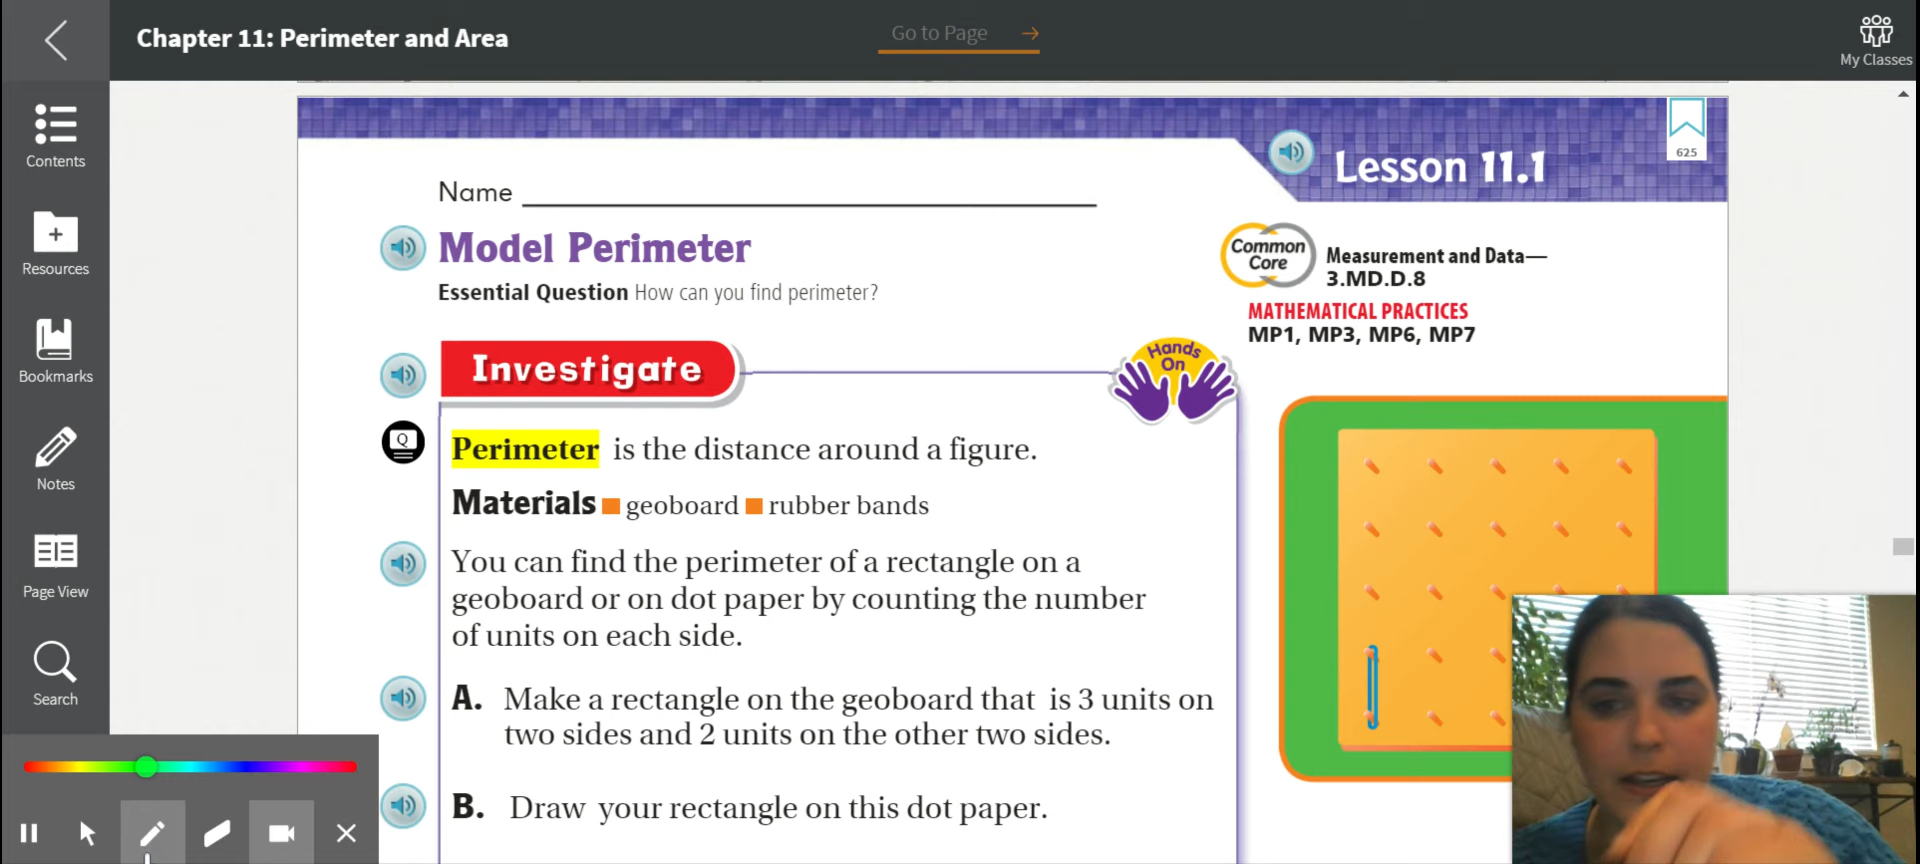 Chapter 11: Perimeter and Area
Go to Page
My Classes
Contents
Resources
Bookmarks
Notes
Page View
Search
625
Lesson 11.1
Name
Model Perimeter
Essential Question How can you find perimeter?
Common
Core
Measurement and Data—
3.MD.D.8
MATHEMATICAL PRACTICES
MP1, MP3, MP6, MP7
Investigate
Hands
On
Q
Perimeter is the distance around a figure.
Materials geoboard rubber bands
You can find the perimeter of a rectangle on a
geoboard or on dot paper by counting the number
of units on each side.
A. Make a rectangle on the geoboard that is 3 units on
two sides and 2 units on the other two sides.
B. Draw your rectangle on this dot paper.